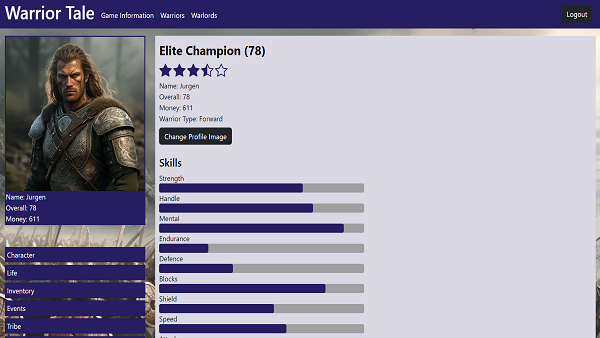 Warrior Tale Game Information Warriors Warlords Logout
Name: Jurgen
Overall: 78
Money: 611
Character
Life
Inventory
Events
Tribe
Elite Champion (78)
Name: Jurgen
Overall: 78
Money: 611
Warrior Type: Forward
Change Profile Image
Skills
Strength
Handle
Mental
Endurance
Defence
Blocks
Shield
Speed